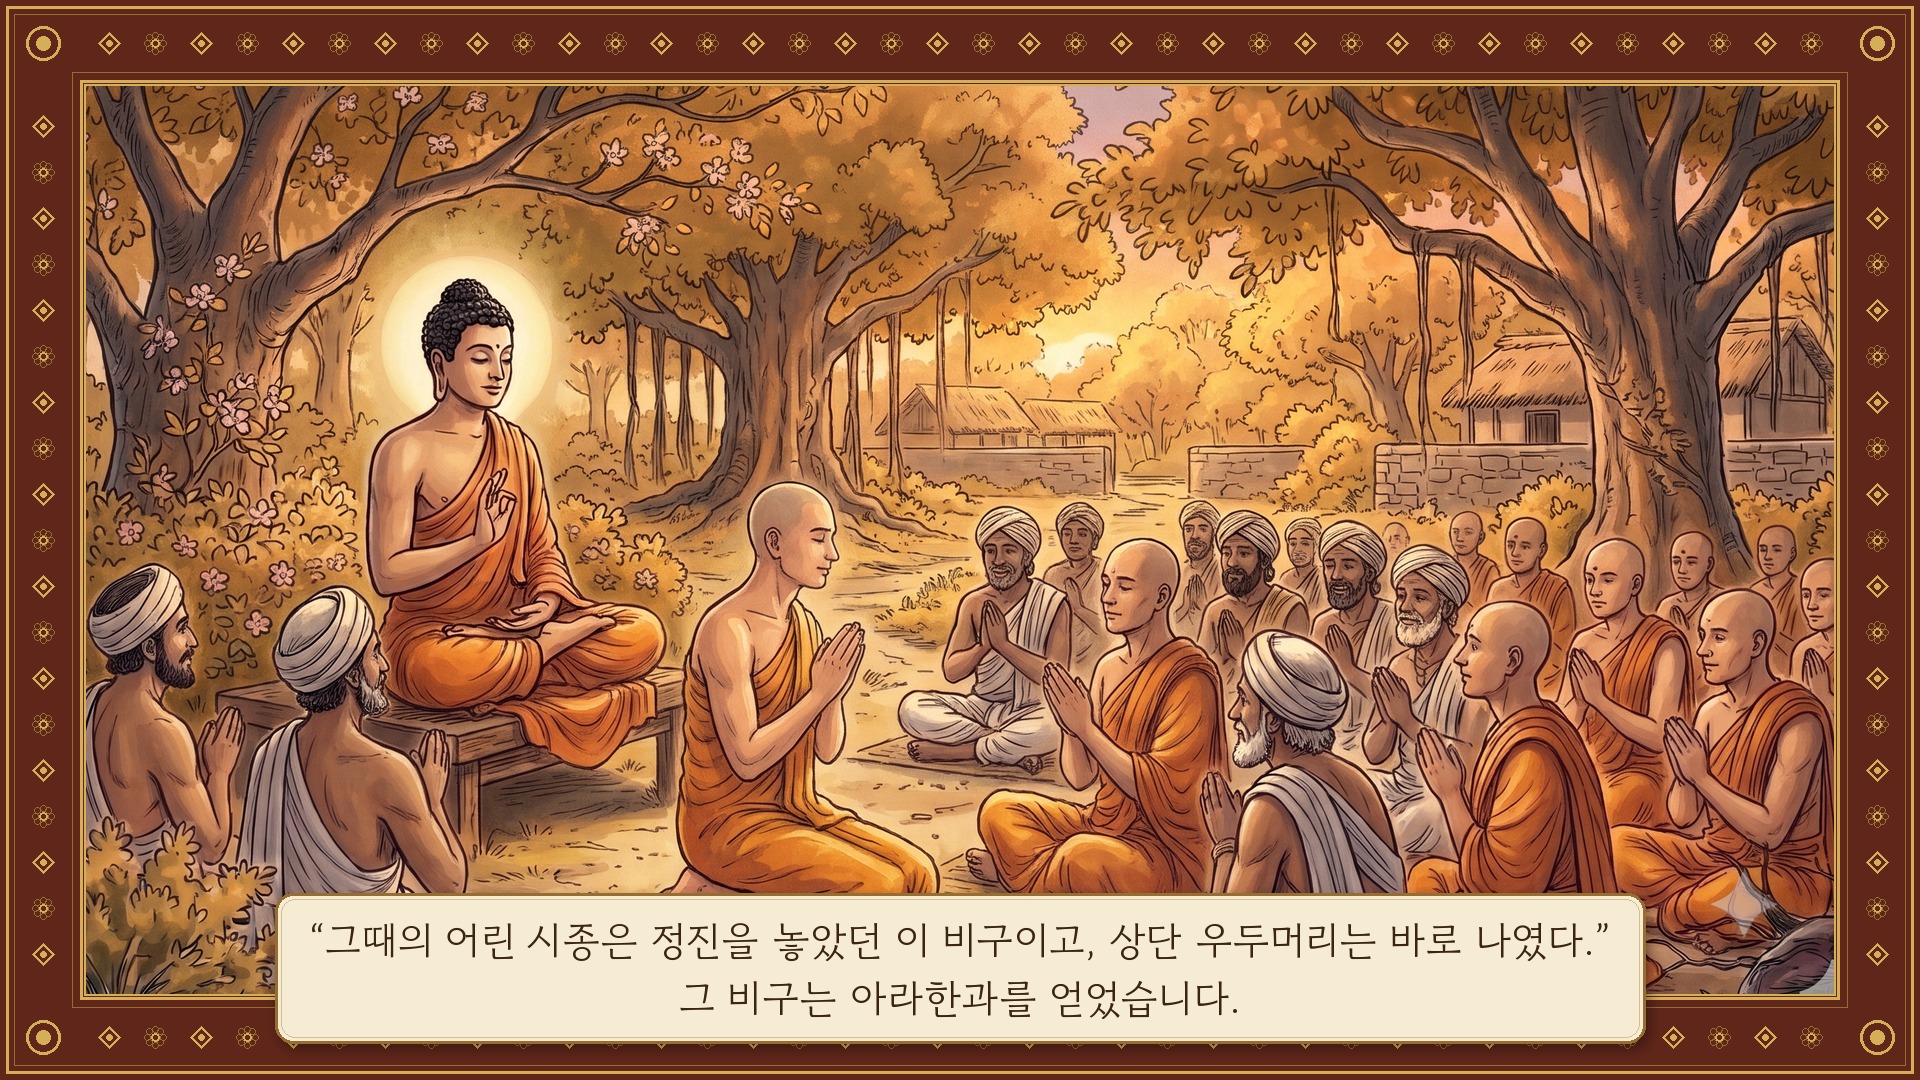 “그때의 어린 시종은 정진을 놓았던 이 비구이고, 상단 우두머리는 바로 나였다.”
그 비구는 아라한과를 얻었습니다.